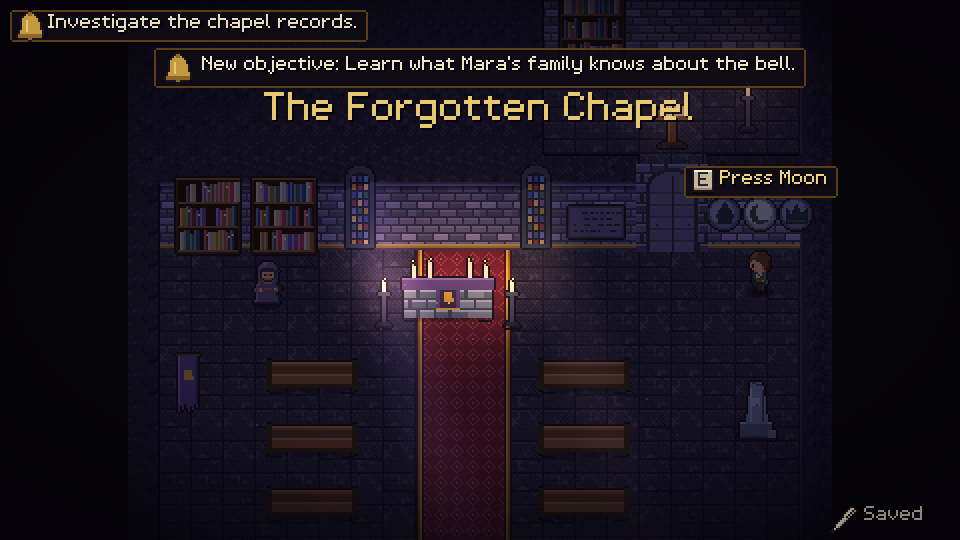 Investigate the chapel records.
New objective: Learn what Mara's family knows about the bell.
The Forgotten Chapel
E Press Moon
Saved